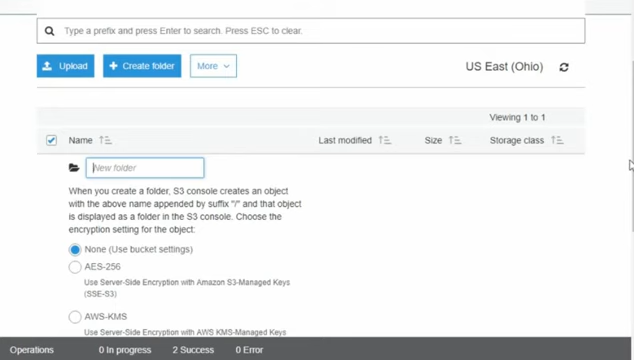 Type a prefix and press Enter to search. Press ESC to clear.
Upload
+ Create folder
More
US East (Ohio)
Viewing 1 to 1
Name
Last modified
Size
Storage class
New folder
When you create a folder, S3 console creates an object
with the above name appended by suffix "/" and that object
is displayed as a folder in the S3 console. Choose the
encryption setting for the object:
None (Use bucket settings)
AES-256
Use Server-Side Encryption with Amazon S3-Managed Keys
(SSE-S3)
AWS-KMS
Use Server-Side Encryption with AWS KMS-Managed Keys
Operations
0 In progress
2 Success
0 Error